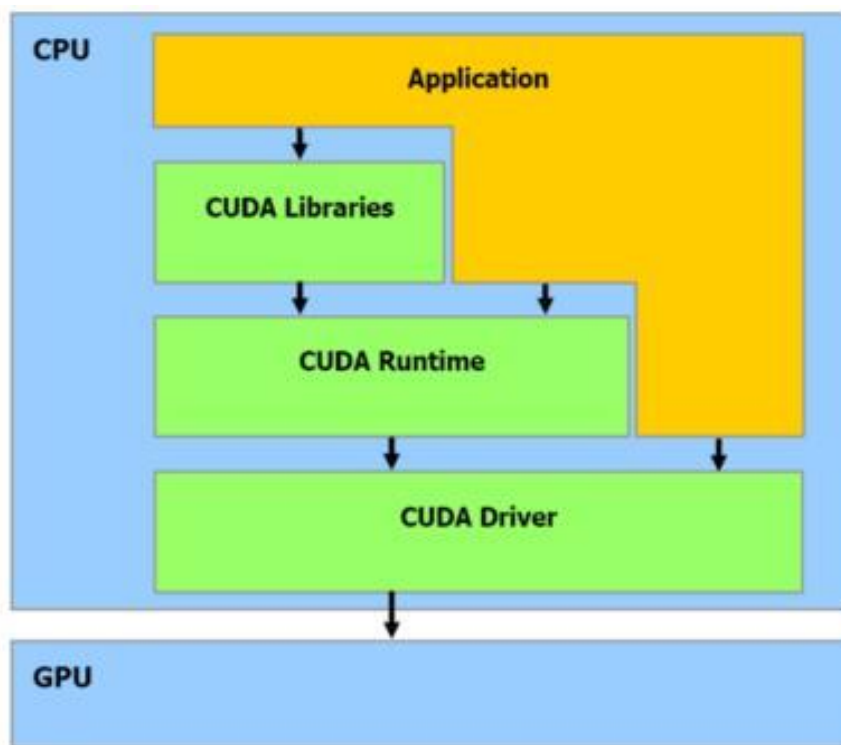 CPU
Application
CUDA Libraries
CUDA Runtime
CUDA Driver
GPU